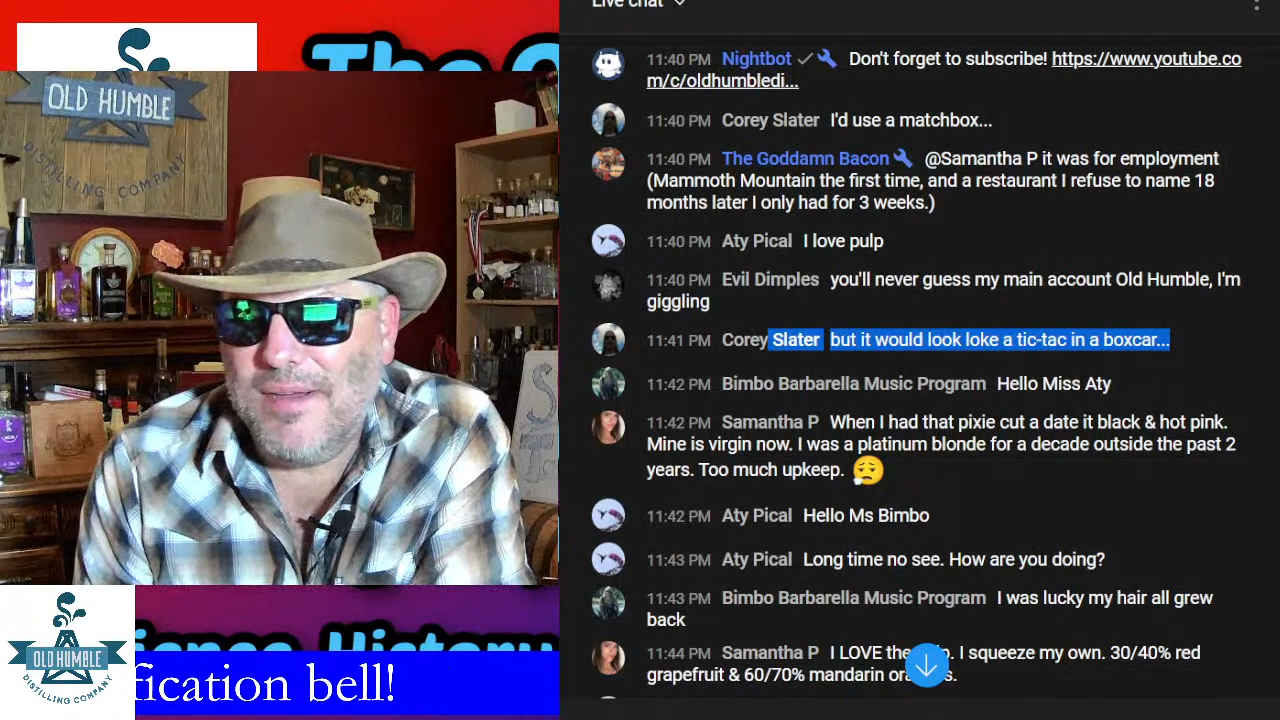 The
OLD HUMBLE
DISTILLING COMPANY
OLD HUMBLE
DISTILLING COMPANY
ience History
fication bell!
Live chat
11:40 PM Nightbot Don't forget to subscribe! https://www.youtube.co
m/c/oldhumbledi...
11:40 PM Corey Slater I'd use a matchbox...
11:40 PM The Goddamn Bacon @Samantha P it was for employment
(Mammoth Mountain the first time, and a restaurant I refuse to name 18
months later I only had for 3 weeks.)
11:40 PM Aty Pical I love pulp
11:40 PM Evil Dimples you'll never guess my main account Old Humble, I'm
giggling
11:41 PM Corey Slater but it would look loke a tic-tac in a boxcar...
11:42 PM Bimbo Barbarella Music Program Hello Miss Aty
11:42 PM Samantha P When I had that pixie cut a date it black & hot pink.
Mine is virgin now. I was a platinum blonde for a decade outside the past 2
years. Too much upkeep.
11:42 PM Aty Pical Hello Ms Bimbo
11:43 PM Aty Pical Long time no see. How are you doing?
11:43 PM Bimbo Barbarella Music Program I was lucky my hair all grew
back
11:44 PM Samantha P I LOVE the I squeeze my own. 30/40% red
grapefruit & 60/70% mandarin